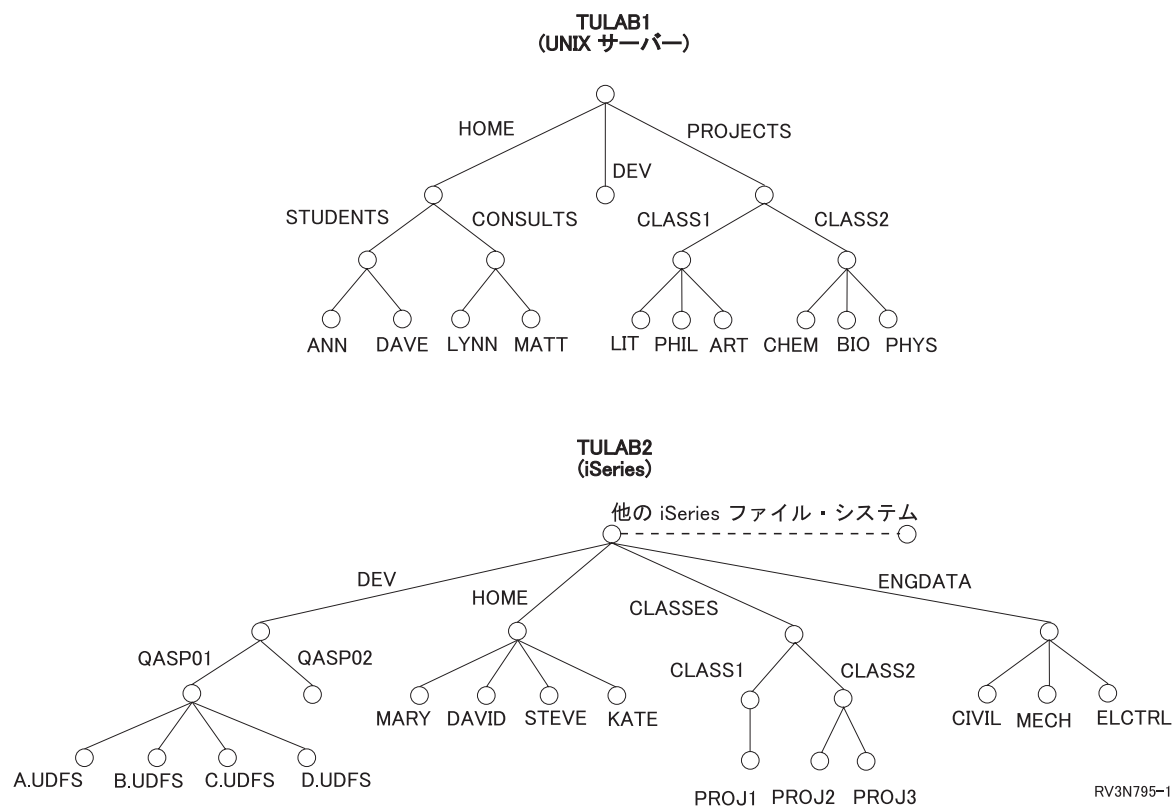 TULAB1
(UNIX サーバー)
HOME
PROJECTS
DEV
STUDENTS
CONSULTS
CLASS1
CLASS2
ANN
DAVE
LYNN
MATT
LIT
PHIL
ART
CHEM
BIO
PHYS
TULAB2
(iSeries)
他の iSeries ファイル・システム
DEV
HOME
CLASSES
ENGDATA
QASP01
QASP02
CLASS1
CLASS2
MARY
DAVID
STEVE
KATE
CIVIL
MECH
ELCTRL
A.UDFS
B.UDFS
C.UDFS
D.UDFS
PROJ1
PROJ2
PROJ3
RV3N795-1